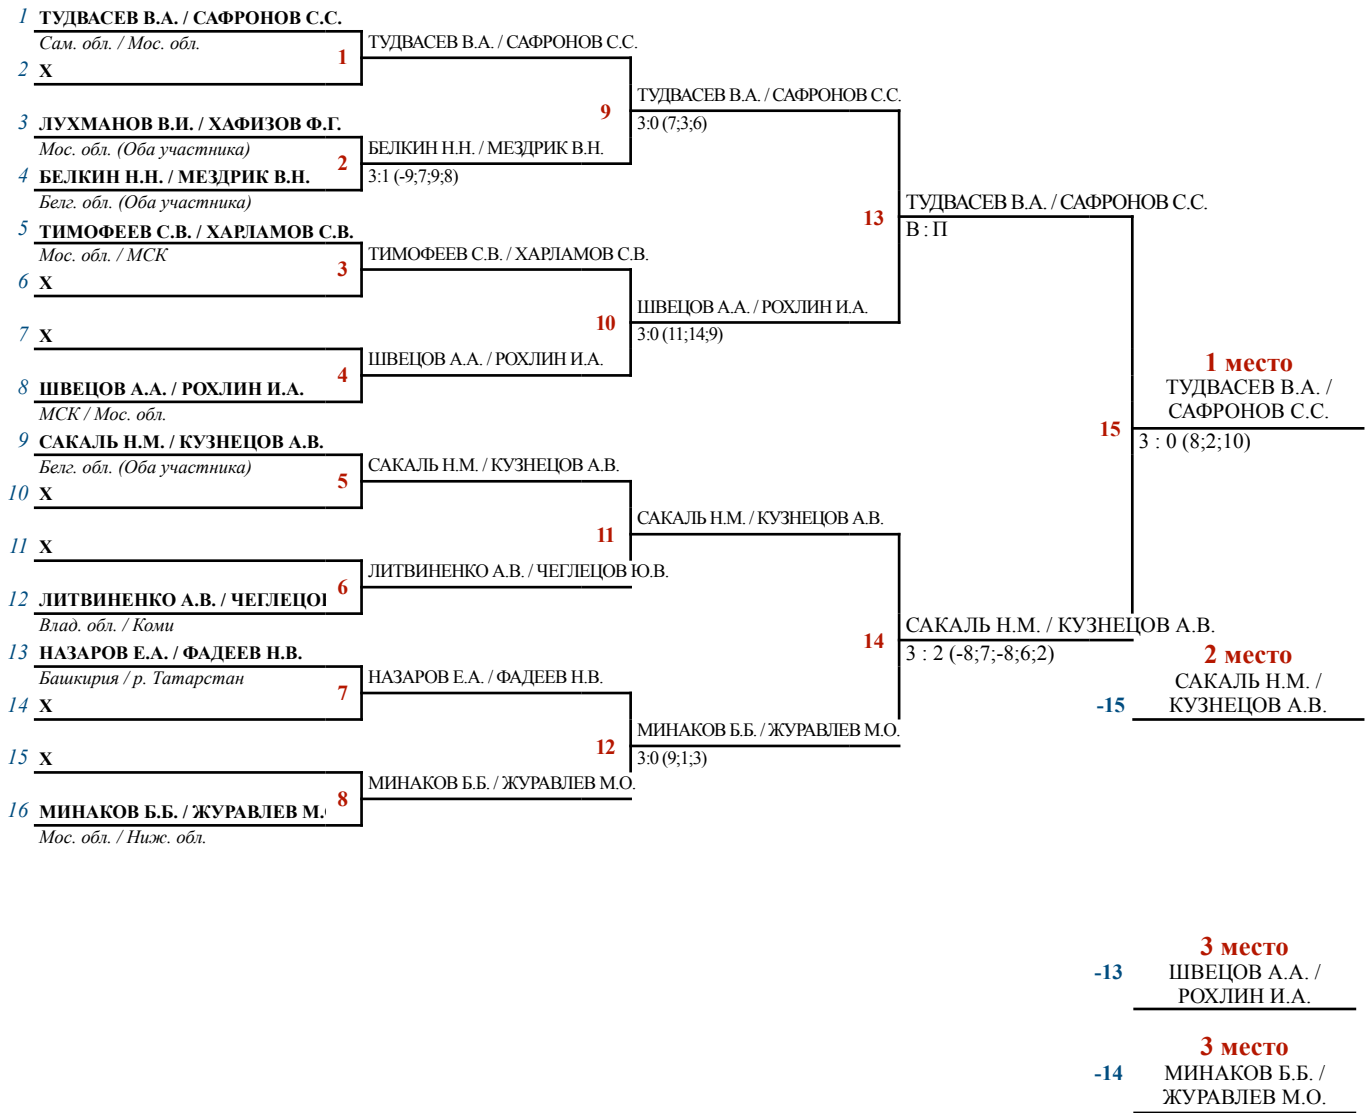 1 ТУДВАСЕВ В.А. / САФРОНОВ С.С.
Сам. обл. / Мос. обл.
2 X
1
ТУДВАСЕВ В.А. / САФРОНОВ С.С.
3 ЛУХМАНОВ В.И. / ХАФИЗОВ Ф.Г.
Мос. обл. (Оба участника)
4 БЕЛКИН Н.Н. / МЕЗДРИК В.Н.
Белг. обл. (Оба участника)
2
БЕЛКИН Н.Н. / МЕЗДРИК В.Н.
3:1 (-9;7;9;8)
9
ТУДВАСЕВ В.А. / САФРОНОВ С.С.
3:0 (7;3;6)
5 ТИМОФЕЕВ С.В. / ХАРЛАМОВ С.В.
Мос. обл. / МСК
6 X
3
ТИМОФЕЕВ С.В. / ХАРЛАМОВ С.В.
7 X
8 ШВЕЦОВ А.А. / РОХЛИН И.А.
МСК / Мос. обл.
4
ШВЕЦОВ А.А. / РОХЛИН И.А.
10
ШВЕЦОВ А.А. / РОХЛИН И.А.
3:0 (11;14;9)
13
ТУДВАСЕВ В.А. / САФРОНОВ С.С.
В : П
9 САКАЛЬ Н.М. / КУЗНЕЦОВ А.В.
Белг. обл. (Оба участника)
10 X
5
САКАЛЬ Н.М. / КУЗНЕЦОВ А.В.
11 X
12 ЛИТВИНЕНКО А.В. / ЧЕГЛЕЦО
Влад. обл. / Коми
6
ЛИТВИНЕНКО А.В. / ЧЕГЛЕЦОВ Ю.В.
11
САКАЛЬ Н.М. / КУЗНЕЦОВ А.В.
13 НАЗАРОВ Е.А. / ФАДЕЕВ Н.В.
Башкирия / р. Татарстан
14 X
7
НАЗАРОВ Е.А. / ФАДЕЕВ Н.В.
15 X
16 МИНАКОВ Б.Б. / ЖУРАВЛЕВ М.
Мос. обл. / Ниж. обл.
8
МИНАКОВ Б.Б. / ЖУРАВЛЕВ М.О.
12
МИНАКОВ Б.Б. / ЖУРАВЛЕВ М.О.
3:0 (9;1;3)
14
САКАЛЬ Н.М. / КУЗНЕЦОВ А.В.
3 : 2 (-8;7;-8;6;2)
15
1 место
ТУДВАСЕВ В.А. /
САФРОНОВ С.С.
3 : 0 (8;2;10)
2 место
-15
САКАЛЬ Н.М. /
КУЗНЕЦОВ А.В.
3 место
-13
ШВЕЦОВ А.А. /
РОХЛИН И.А.
3 место
-14
МИНАКОВ Б.Б. /
ЖУРАВЛЕВ М.О.